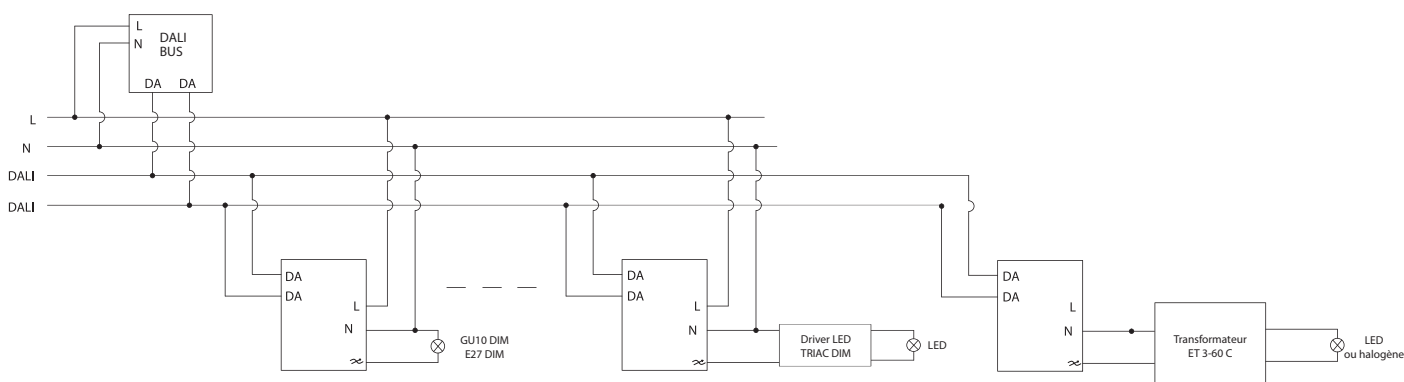 L
N
DALI
BUS
DA DA
L
N
DALI
DALI
DA
DA
L
N
GU10 DIM
E27 DIM
DA
DA
L
N
Driver LED
TRIAC DIM
LED
DA
DA
L
N
Transformateur
ET 3-60 C
LED
ou halogène